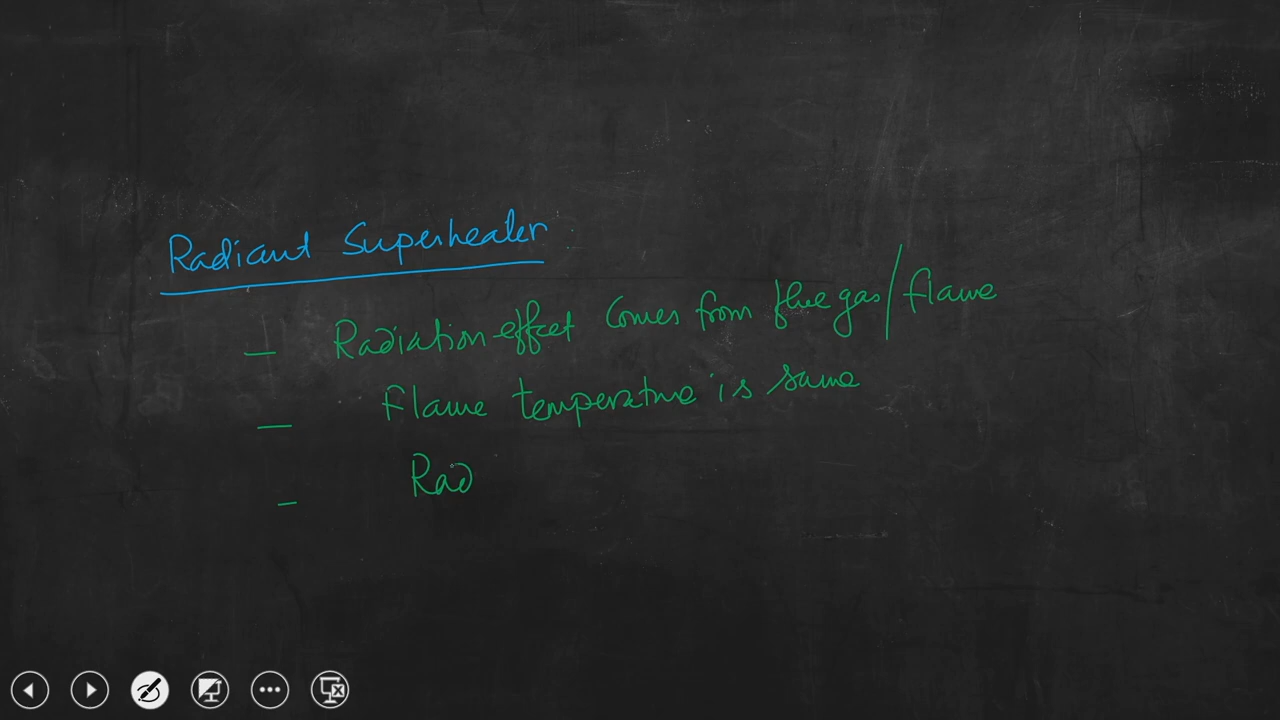 Radiant Superheater :
– Radiation effect Comes from flue gas/flame
– Flame temperature is same
– Rad